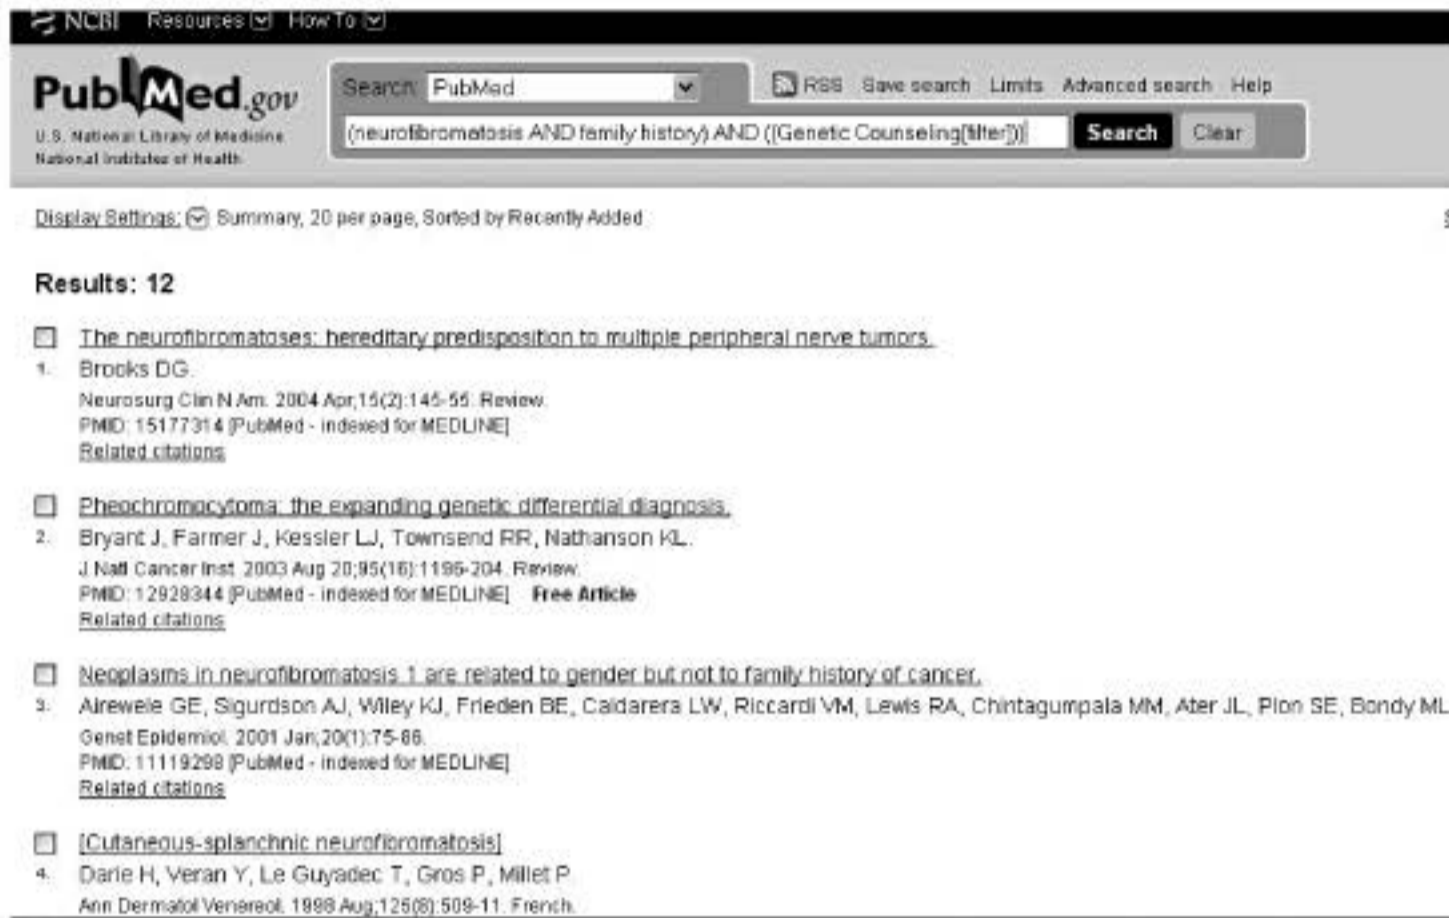 NCBI Resources How To
PubMed.gov
U.S. National Library of Medicine
National Institutes of Health
Search: PubMed
RSS Save search Limits Advanced search Help
(neurofibromatosis AND family history) AND ((Genetic Counseling[filter]))
Search Clear
Display Settings: Summary, 20 per page, Sorted by Recently Added
Results: 12
The neurofibromatoses: hereditary predisposition to multiple peripheral nerve tumors.
1. Brooks DG.
Neurosurg Clin N Am. 2004 Apr;15(2):145-55. Review.
PMID: 15177314 [PubMed - indexed for MEDLINE]
Related citations
Pheochromocytoma: the expanding genetic differential diagnosis.
2. Bryant J, Farmer J, Kessler LJ, Townsend RR, Nathanson KL.
J Natl Cancer Inst. 2003 Aug 20;95(16):1196-204. Review.
PMID: 12928344 [PubMed - indexed for MEDLINE] Free Article
Related citations
Neoplasms in neurofibromatosis 1 are related to gender but not to family history of cancer.
3. Airewele GE, Sigurdson AJ, Wiley KJ, Frieden BE, Caldarera LW, Riccardi VM, Lewis RA, Chintagumpala MM, Ater JL, Plon SE, Bondy ML
Genet Epidemiol. 2001 Jan;20(1):75-86.
PMID: 11119298 [PubMed - indexed for MEDLINE]
Related citations
[Cutaneous-splanchnic neurofibromatosis]
4. Darie H, Veran Y, Le Guyadec T, Gros P, Millet P.
Ann Dermatol Venereol. 1998 Aug;125(8):509-11. French.